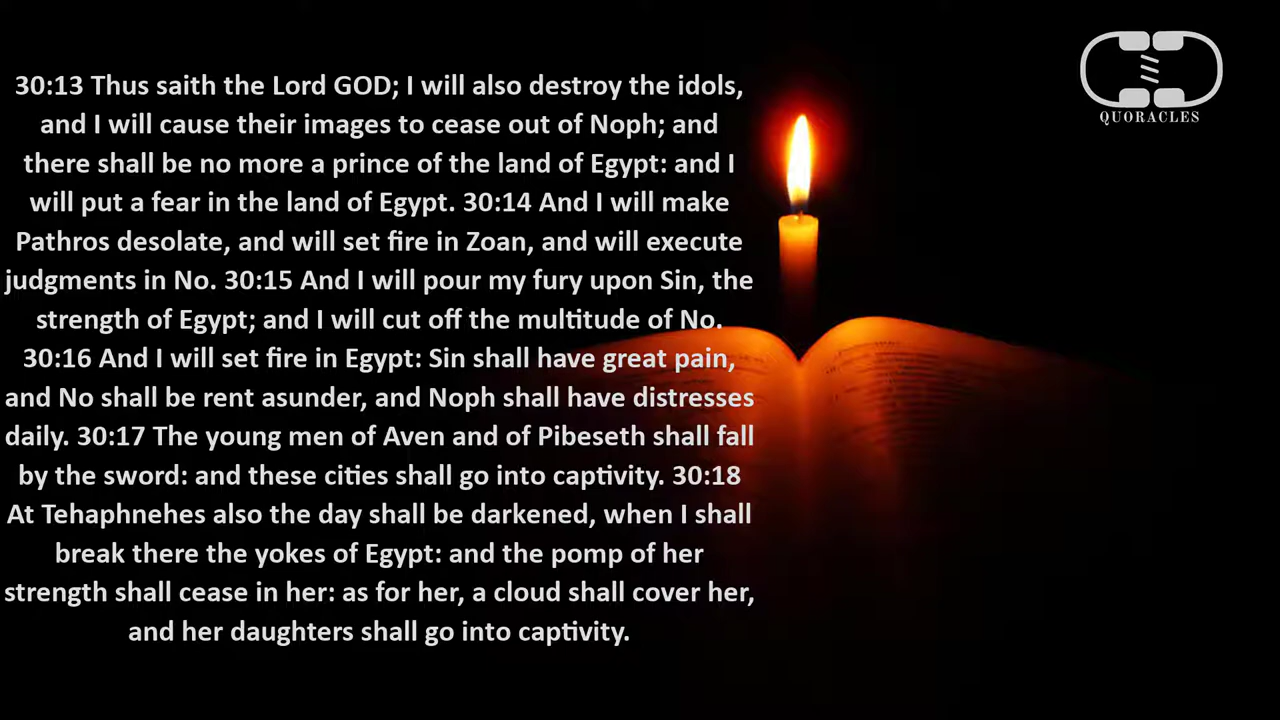 30:13 Thus saith the Lord GOD; I will also destroy the idols,
and I will cause their images to cease out of Noph; and
there shall be no more a prince of the land of Egypt: and I
will put a fear in the land of Egypt. 30:14 And I will make
Pathros desolate, and will set fire in Zoan, and will execute
judgments in No. 30:15 And I will pour my fury upon Sin, the
strength of Egypt; and I will cut off the multitude of No.
30:16 And I will set fire in Egypt: Sin shall have great pain,
and No shall be rent asunder, and Noph shall have distresses
daily. 30:17 The young men of Aven and of Pibeseth shall fall
by the sword: and these cities shall go into captivity. 30:18
At Tehaphnehes also the day shall be darkened, when I shall
break there the yokes of Egypt: and the pomp of her
strength shall cease in her: as for her, a cloud shall cover her,
and her daughters shall go into captivity.
QUORACLES